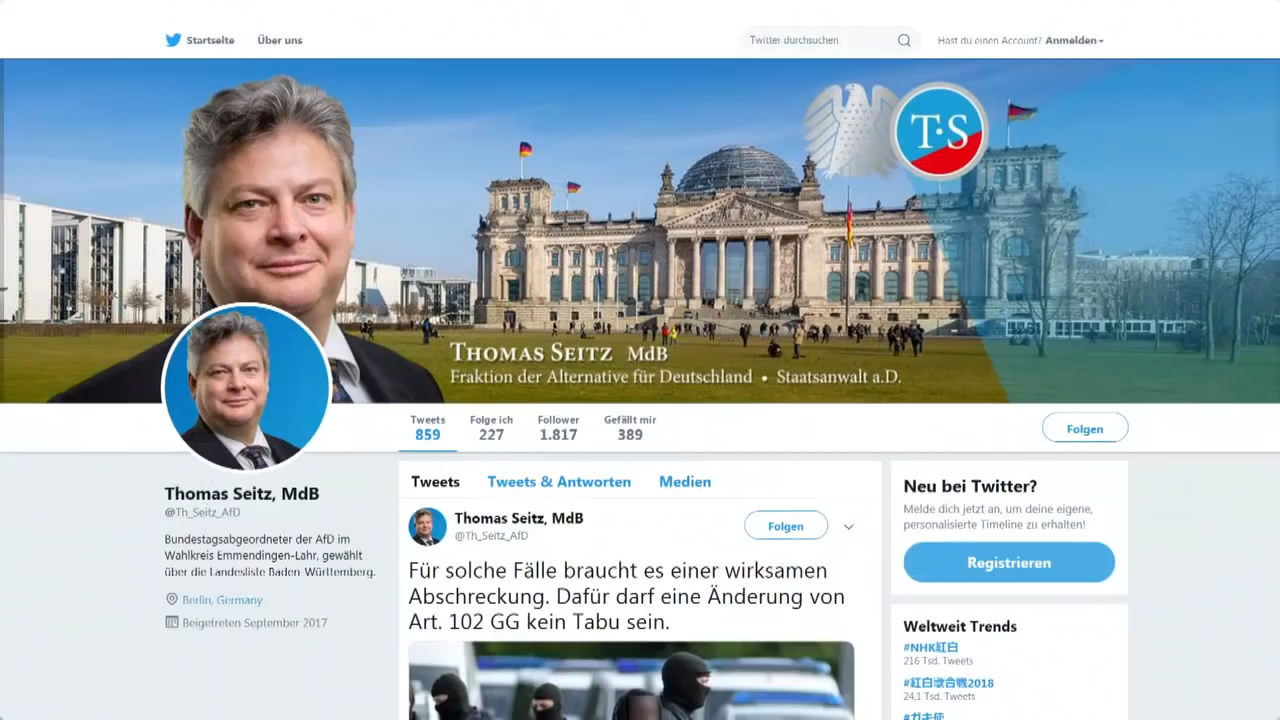 Startseite
Über uns
Twitter durchsuchen
Hast du einen Account? Anmelden
T·S
THOMAS SEITZ MdB
Fraktion der Alternative für Deutschland • Staatsanwalt a.D.
Tweets
859
Folge ich
227
Follower
1.817
Gefällt mir
389
Folgen
Thomas Seitz, MdB
@Th_Seitz_AfD
Bundestagsabgeordneter der AfD im
Wahlkreis Emmendingen-Lahr, gewählt
über die Landesliste Baden-Württemberg.
Berlin, Germany
Beigetreten September 2017
Tweets
Tweets & Antworten
Medien
Thomas Seitz, MdB
@Th_Seitz_AfD
Folgen
Für solche Fälle braucht es einer wirksamen
Abschreckung. Dafür darf eine Änderung von
Art. 102 GG kein Tabu sein.
Neu bei Twitter?
Melde dich jetzt an, um deine eigene,
personalisierte Timeline zu erhalten!
Registrieren
Weltweit Trends
#NHK紅白
216 Tsd. Tweets
#紅白歌合戦2018
24,1 Tsd. Tweets
#ガキ使